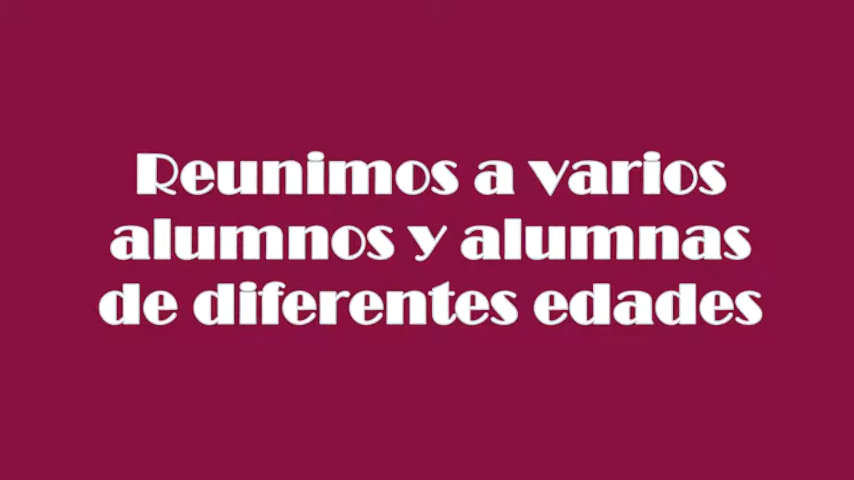 Reunimos a varios
alumnos y alumnas
de diferentes edades